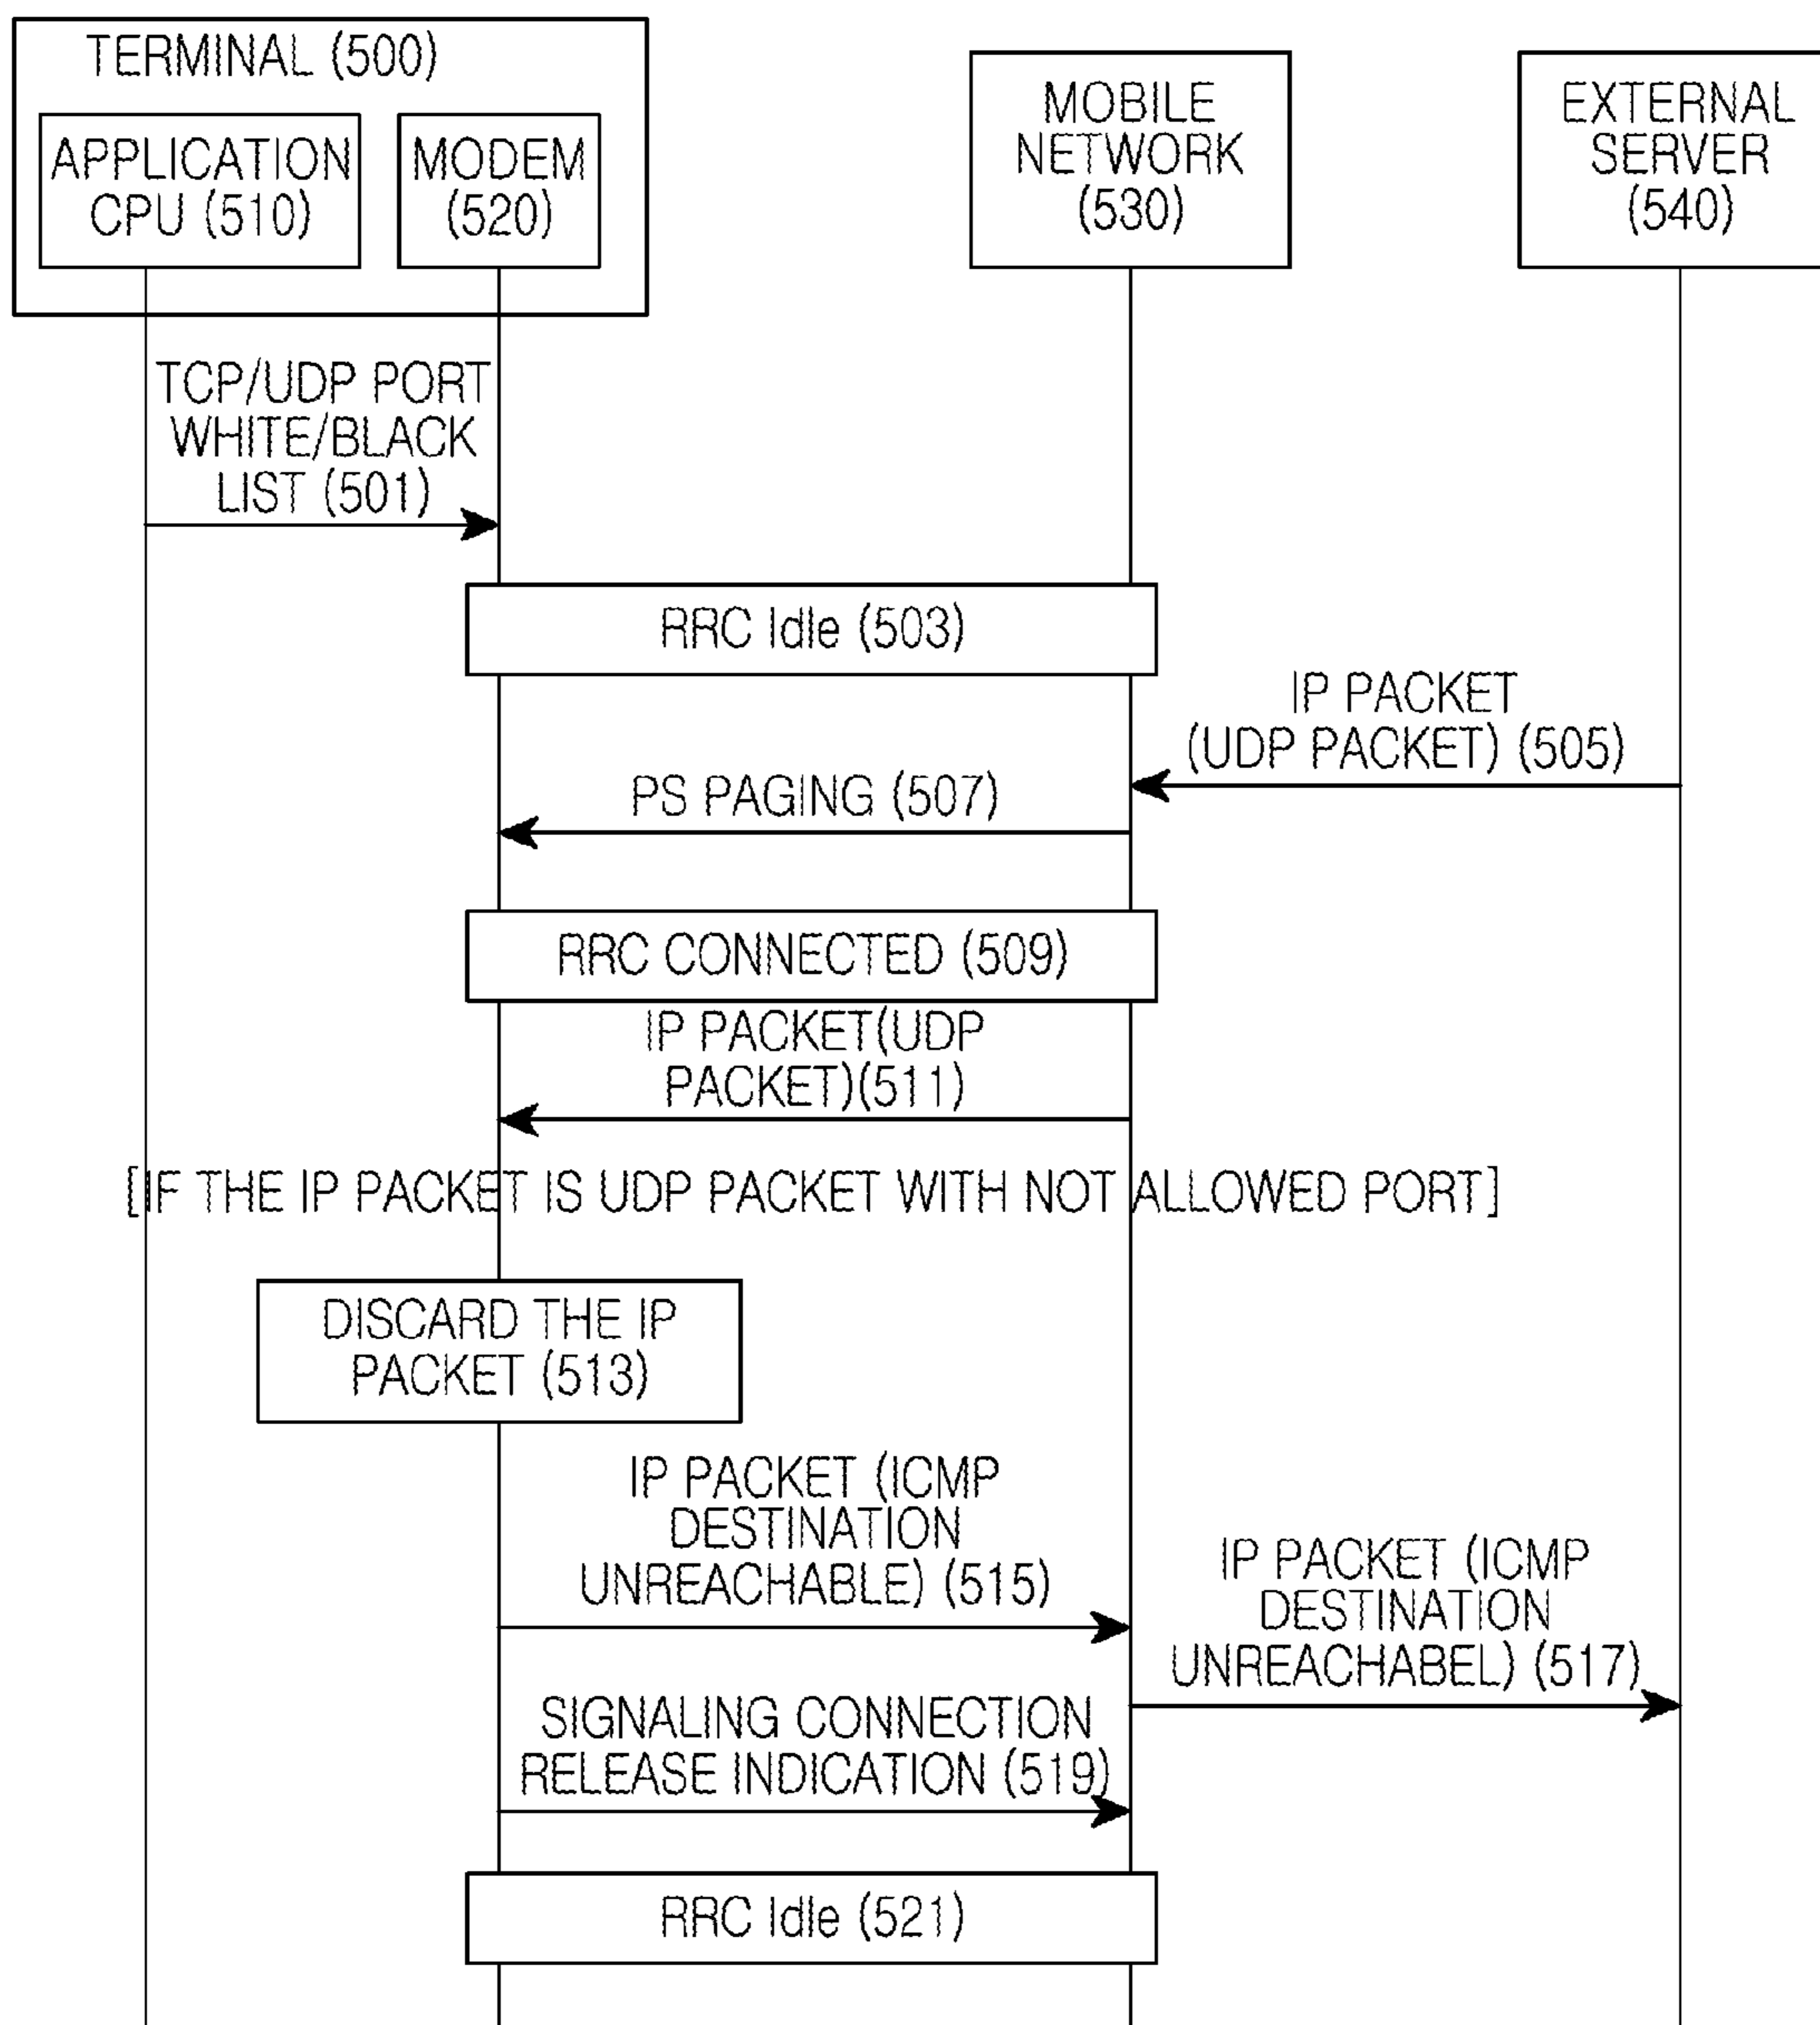 TERMINAL (500)
APPLICATION
CPU (510)
MODEM
(520)
MOBILE
NETWORK
(530)
EXTERNAL
SERVER
(540)
TCP/UDP PORT
WHITE/BLACK
LIST (501)
RRC Idle (503)
IP PACKET
(UDP PACKET) (505)
PS PAGING (507)
RRC CONNECTED (509)
IP PACKET(UDP
PACKET)(511)
[IF THE IP PACKET IS UDP PACKET WITH NOT ALLOWED PORT]
DISCARD THE IP
PACKET (513)
IP PACKET (ICMP
DESTINATION
UNREACHABLE) (515)
IP PACKET (ICMP
DESTINATION
UNREACHABEL) (517)
SIGNALING CONNECTION
RELEASE INDICATION (519)
RRC Idle (521)